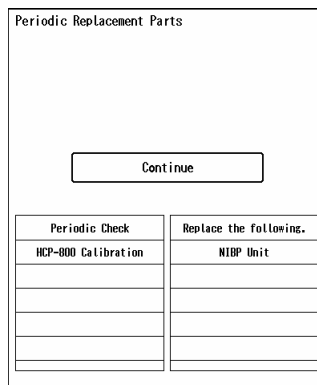 Periodic Replacement Parts
Continue
Periodic Check
Replace the following.
HCP-800 Calibration
NIBP Unit